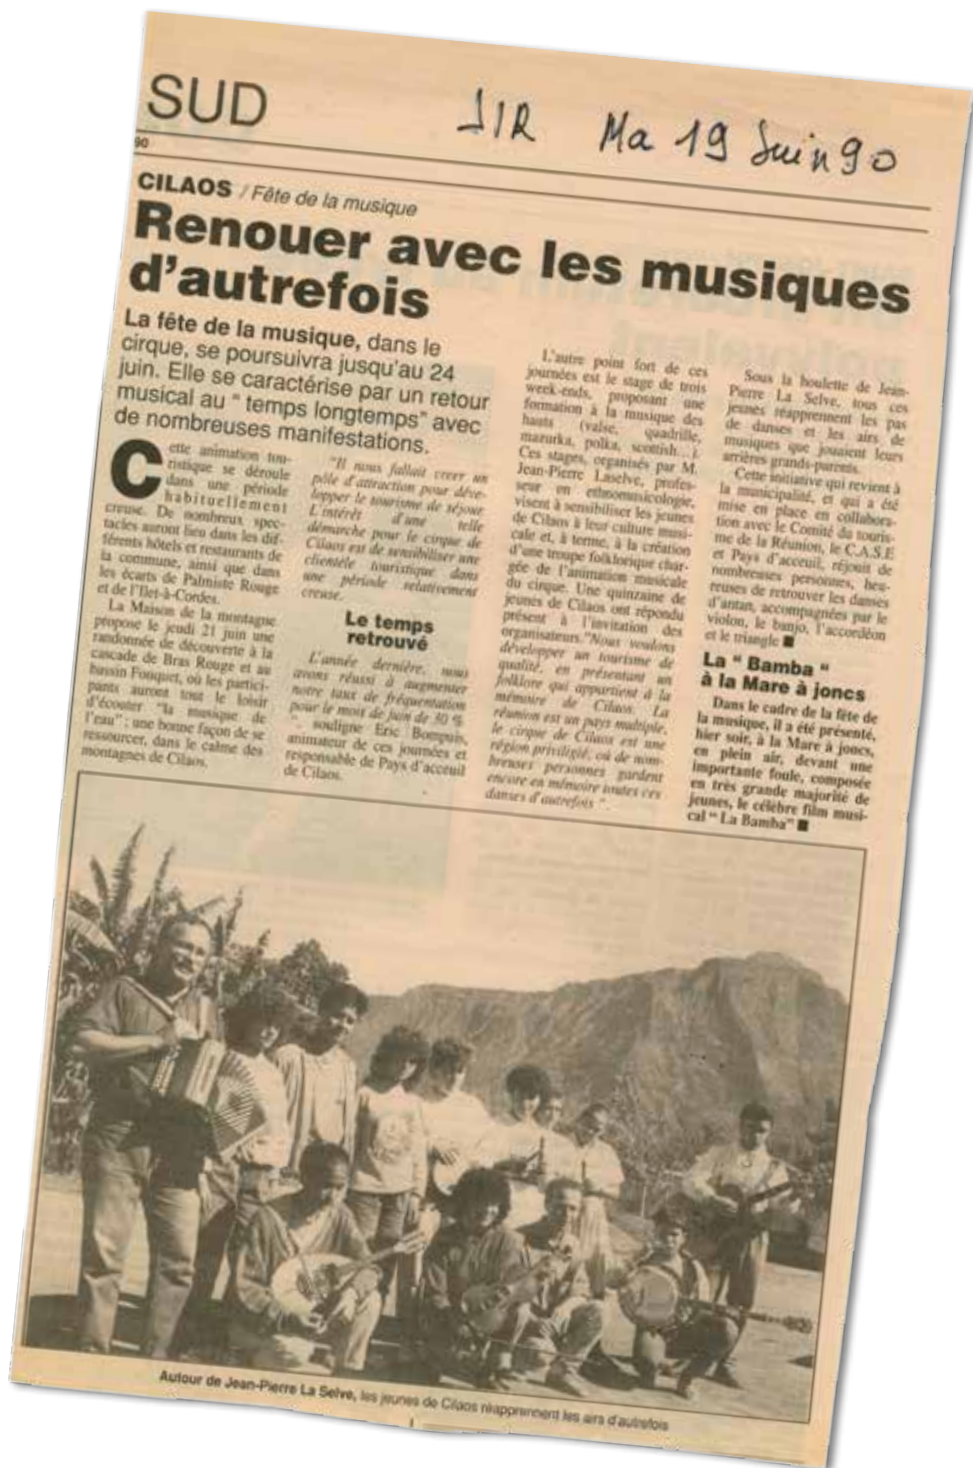 SUD
JIR Ma 19 Juin 90
90
CILAOS / Fête de la musique
Renouer avec les musiques
d'autrefois
La fête de la musique, dans le
cirque, se poursuivra jusqu'au 24
juin. Elle se caractérise par un retour
musical au " temps longtemps" avec
de nombreuses manifestations.
Cette animation tou-
ristique se déroule
dans une période
habituellement
creuse. De nombreux spec-
tacles auront lieu dans les dif-
férents hôtels et restaurants de
la commune, ainsi que dans
les écarts de Palmiste Rouge
et de l'Ilet-à-Cordes.
La Maison de la montagne
propose le jeudi 21 juin une
randonnée de découverte à la
cascade de Bras Rouge et au
bassin Fouquet, où les partici-
pants auront tout le loisir
d'écouter "la musique de
l'eau" : une bonne façon de se
ressourcer, dans le calme des
montagnes de Cilaos.
"Il nous fallait creer un
pôle d'attraction pour déve-
lopper le tourisme de séjour
L'intérêt d'une telle
démarche pour le cirque de
Cilaos est de sensibiliser une
clientèle touristique dans
une période relativement
creuse.
Le temps
retrouvé
L'année dernière, nous
avons réussi à augmenter
notre taux de fréquentation
pour le mois de juin de 30 %
", souligne Eric Bompain,
animateur de ces journées et
responsable de Pays d'acceuil
de Cilaos.
L'autre point fort de ces
journées est le stage de trois
week-ends, proposant une
formation à la musique des
hauts (valse, quadrille,
mazurka, polka, scottish...).
Ces stages, organisés par M.
Jean-Pierre Laselve, profes-
seur en ethnomusicologie,
visent à sensibiliser les jeunes
de Cilaos à leur culture musi-
cale et, à terme, à la création
d'une troupe folklorique char-
gée de l'animation musicale
du cirque. Une quinzaine de
jeunes de Cilaos ont répondu
présent à l'invitation des
organisateurs."Nous voulons
développer un tourisme de
qualité, en présentant un
folklore qui appartient à la
mémoire de Cilaos. La
réunion est un pays multiple,
le cirque de Cilaos est une
région priviligié, où de nom-
breuses personnes gardent
encore en mémoire toutes ces
danses d'autrefois ".
Sous la houlette de Jean-
Pierre La Selve, tous ces
jeunes réapprennent les pas
de danses et les airs de
musiques que jouaient leurs
arrières grands-parents.
Cette initiative qui revient à
la municipalité, et qui a été
mise en place en collabora-
tion avec le Comité du touris-
me de la Réunion, le C.A.S.E
et Pays d'acceuil, réjouit de
nombreuses personnes, heu-
reuses de retrouver les danses
d'antan, accompagnées par le
violon, le banjo, l'accordéon
et le triangle ■
La " Bamba "
à la Mare à joncs
Dans le cadre de la fête de
la musique, il a été présenté,
hier soir, à la Mare à joncs,
en plein air, devant une
importante foule, composée
en très grande majorité de
jeunes, le célèbre film musi-
cal " La Bamba" ■
Autour de Jean-Pierre La Selve, les jeunes de Cilaos réapprennent les airs d'autrefois